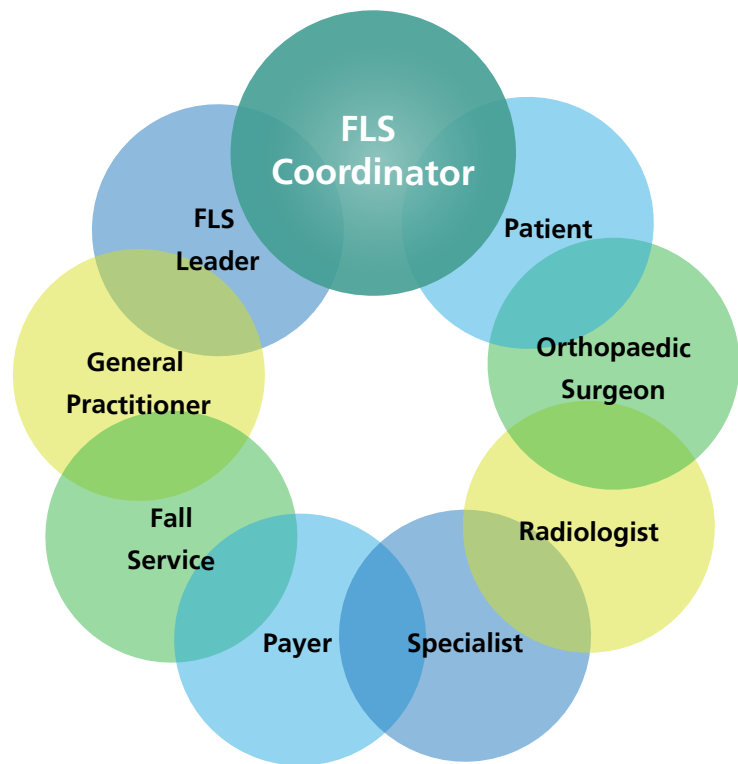 FLS
Coordinator
Patient
Orthopaedic
Surgeon
Radiologist
Specialist
Payer
Fall
Service
General
Practitioner
FLS
Leader